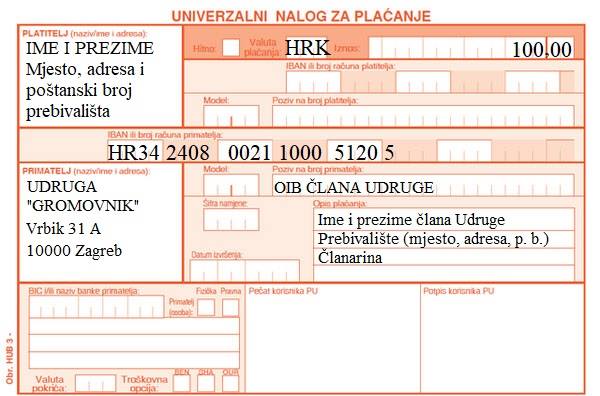 UNIVERZALNI NALOG ZA PLAĆANJE
PLATITELJ (naziv/ime i adresa):
IME I PREZIME
Mjesto, adresa i
poštanski broj
prebivališta
Hitno:
Valuta plaćanja:
HRK
Iznos:
100,00
IBAN ili broj računa platitelja:
Model:
Poziv na broj platitelja:
IBAN ili broj računa primatelja:
HR34 2408 0021 1000 5120 5
PRIMATELJ (naziv/ime i adresa):
UDRUGA
"GROMOVNIK"
Vrbik 31 A
10000 Zagreb
Model:
Poziv na broj primatelja:
OIB ČLANA UDRUGE
Šifra namjene:
Opis plaćanja:
Ime i prezime člana Udruge
Prebivalište (mjesto, adresa, p. b.)
Članarina
Datum izvršenja:
BIC i/ili naziv banke primatelja:
Primatelj (osoba):
Fizička
Pravna
Pečat korisnika PU
Potpis korisnika PU
Valuta pokrića:
Troškovna opcija:
BEN
SHA
OUR
Obr. HUB 3 -